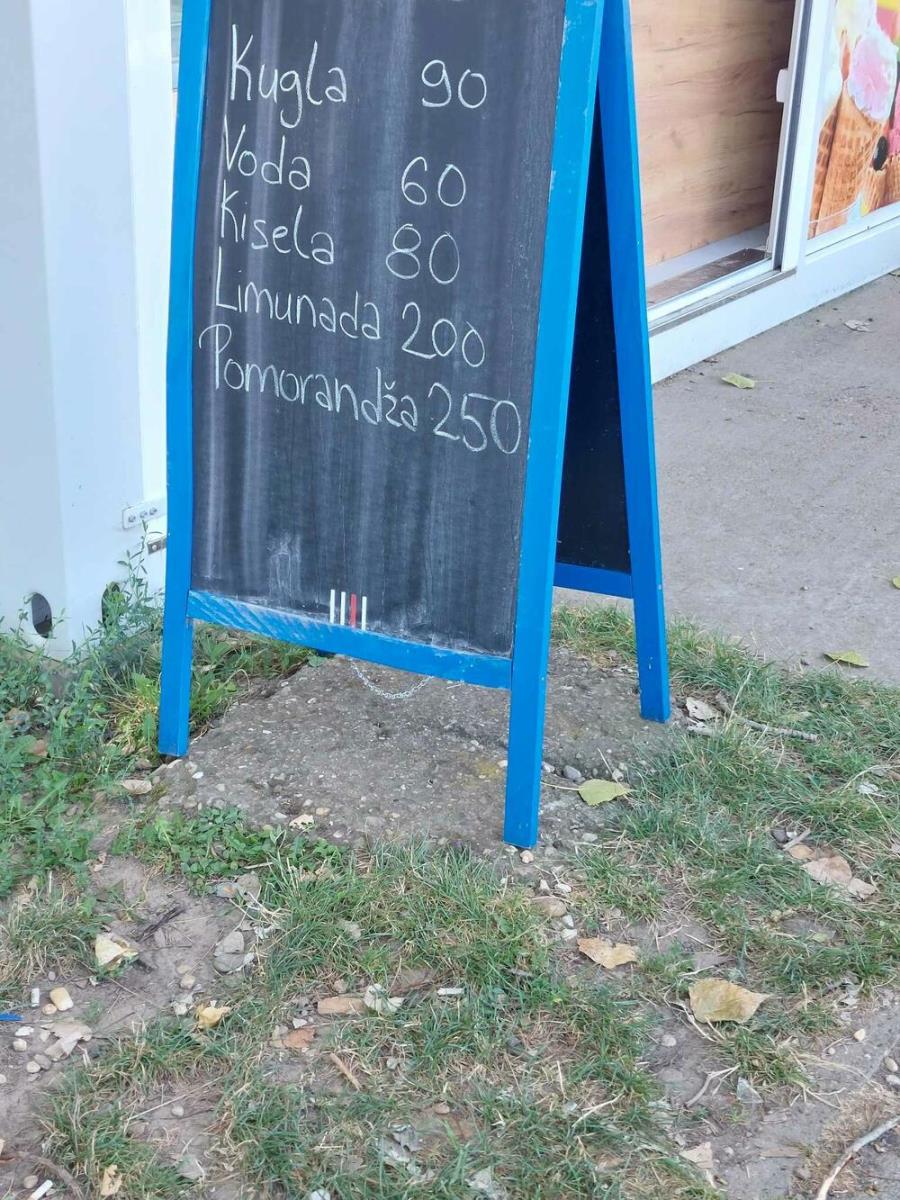 Kugla 90
Voda 60
Kisela 80
Limunada 200
Pomorandža 250